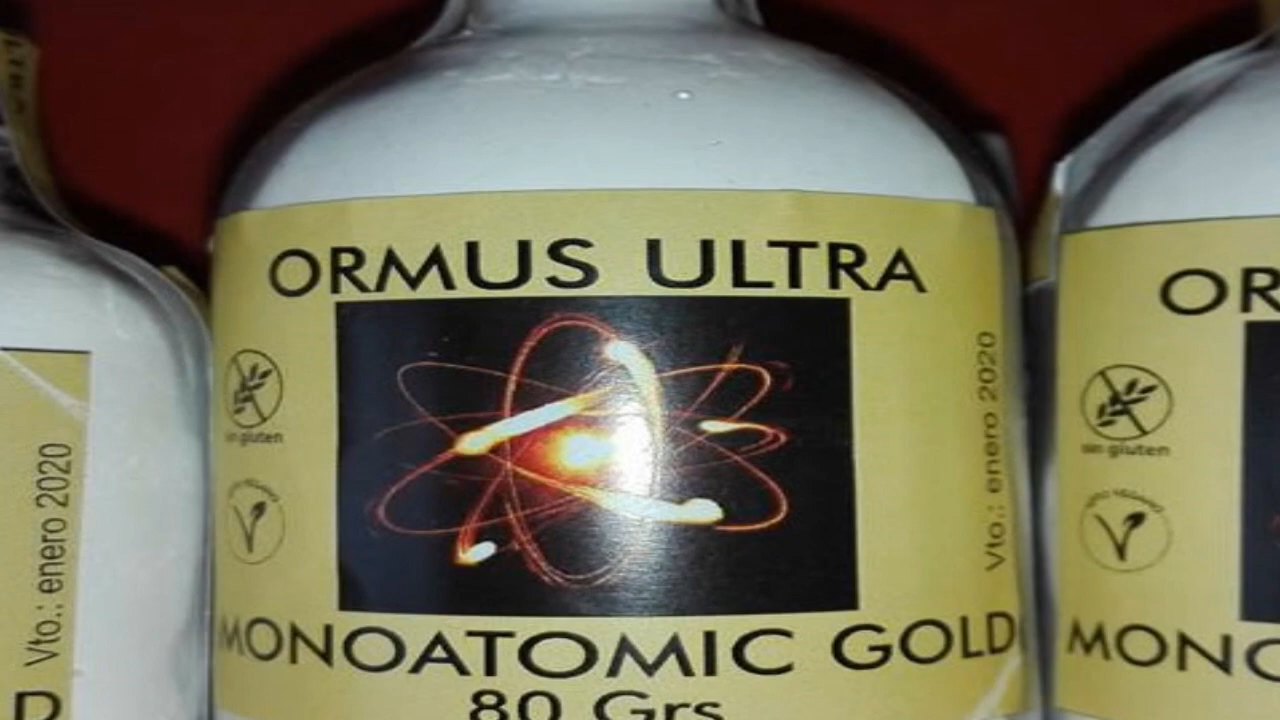 ORMUS ULTRA
sin gluten
Vto.: enero 2020
MONOATOMIC GOLD
80 Grs
Vto.: enero 2020
D
OR
sin gluten
MONO